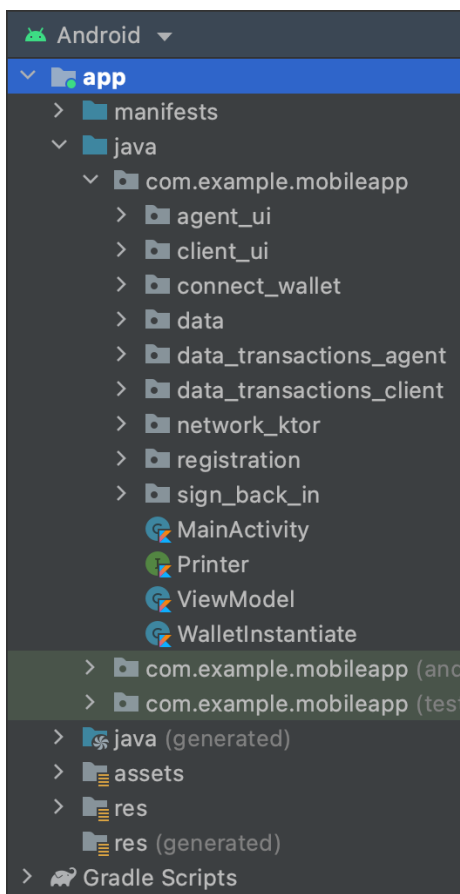 Android
app
manifests
java
com.example.mobileapp
agent_ui
client_ui
connect_wallet
data
data_transactions_agent
data_transactions_client
network_ktor
registration
sign_back_in
MainActivity
Printer
ViewModel
WalletInstantiate
com.example.mobileapp (and
com.example.mobileapp (test
java (generated)
assets
res
res (generated)
Gradle Scripts